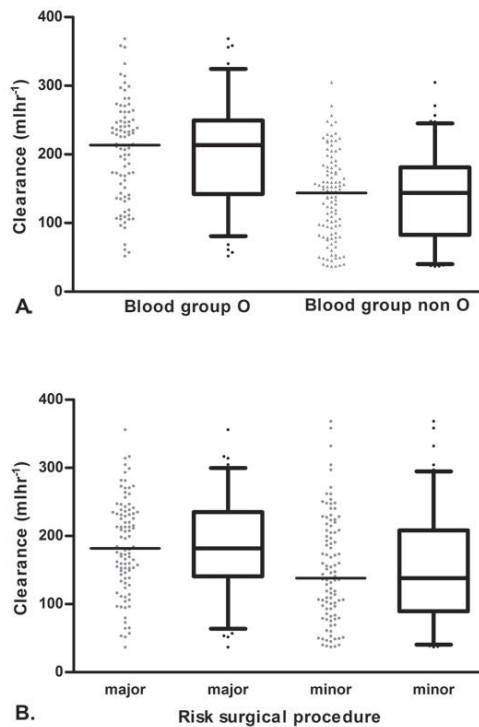 400
300
200
100
0
Clearance (mlhr-1)
Blood group O
Blood group non O
A.
400
300
200
100
0
Clearance (mlhr-1)
major
major
minor
minor
B.
Risk surgical procedure